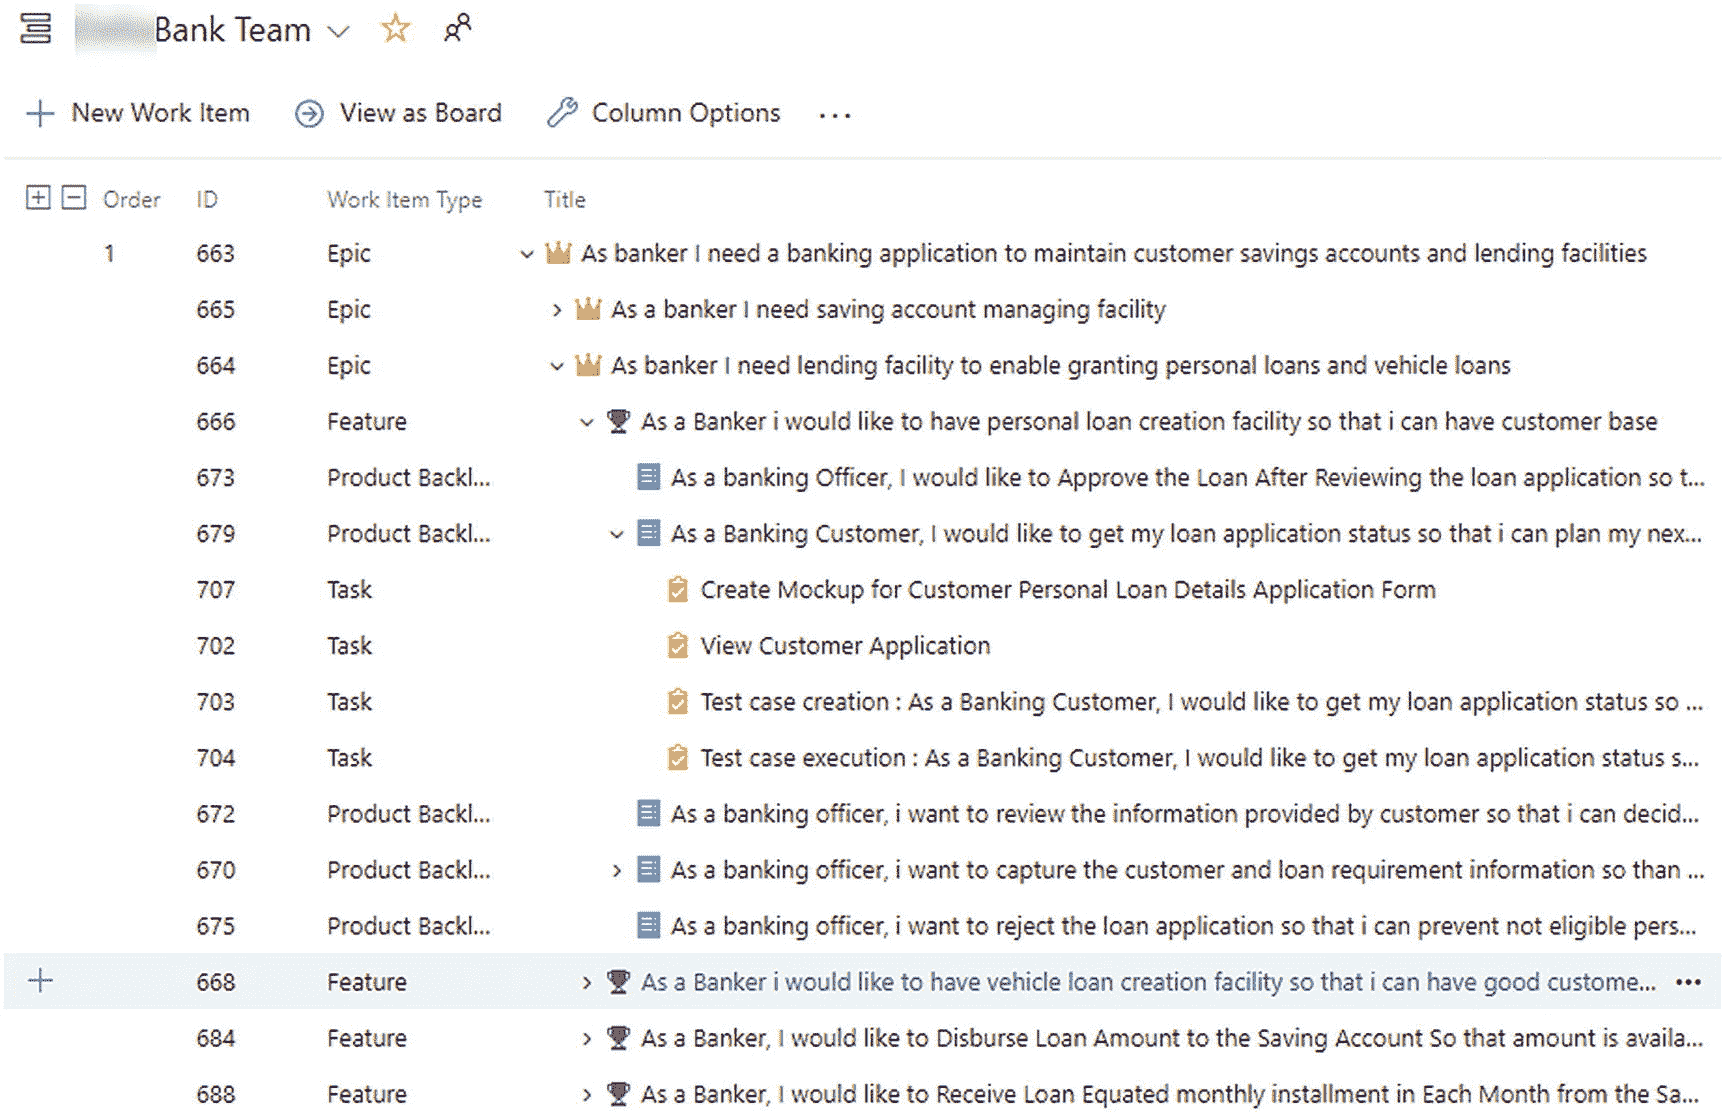 Bank Team
New Work Item View as Board Column Options ...
Order ID Work Item Type Title
1 663 Epic As banker I need a banking application to maintain customer savings accounts and lending facilities
665 Epic As a banker I need saving account managing facility
664 Epic As banker I need lending facility to enable granting personal loans and vehicle loans
666 Feature As a Banker i would like to have personal loan creation facility so that i can have customer base
673 Product Backl... As a banking Officer, I would like to Approve the Loan After Reviewing the loan application so t...
679 Product Backl... As a Banking Customer, I would like to get my loan application status so that i can plan my nex...
707 Task Create Mockup for Customer Personal Loan Details Application Form
702 Task View Customer Application
703 Task Test case creation : As a Banking Customer, I would like to get my loan application status so ...
704 Task Test case execution : As a Banking Customer, I would like to get my loan application status s...
672 Product Backl... As a banking officer, i want to review the information provided by customer so that i can decid...
670 Product Backl... As a banking officer, i want to capture the customer and loan requirement information so than ...
675 Product Backl... As a banking officer, i want to reject the loan application so that i can prevent not eligible pers...
668 Feature As a Banker i would like to have vehicle loan creation facility so that i can have good custome... ...
684 Feature As a Banker, I would like to Disburse Loan Amount to the Saving Account So that amount is availa...
688 Feature As a Banker, I would like to Receive Loan Equated monthly installment in Each Month from the Sa...